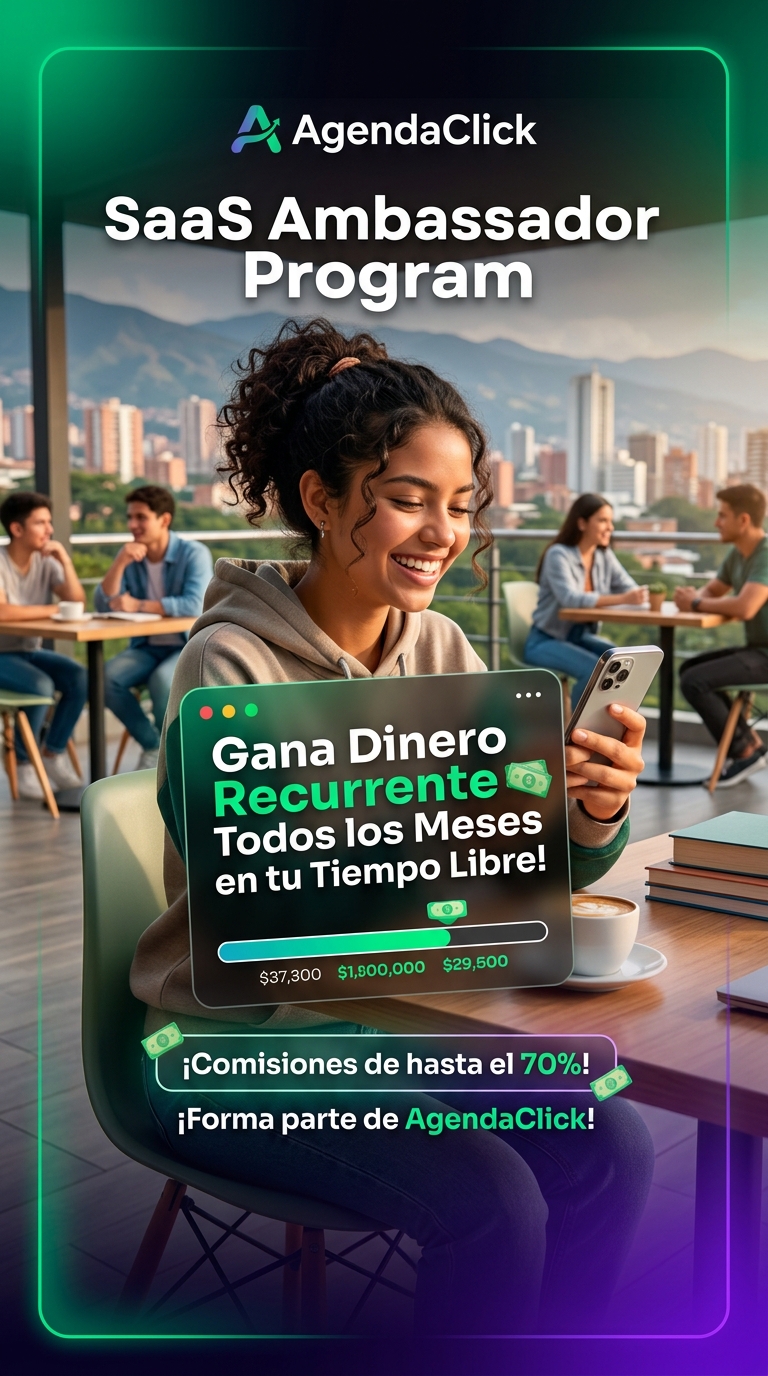 AgendaClick
SaaS Ambassador
Program
Gana Dinero
Recurrente
Todos los Meses
en tu Tiempo Libre!
$37,300 $1,800,000 $29,500
¡Comisiones de hasta el 70%!
¡Forma parte de AgendaClick!